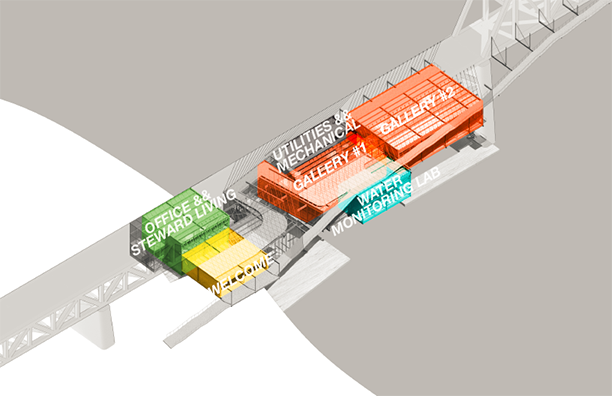 UTILITIES &&
MECHANICAL
GALLERY #2
GALLERY #1
WATER
MONITORING LAB
OFFICE &&
STEWARD LIVING
WELCOME